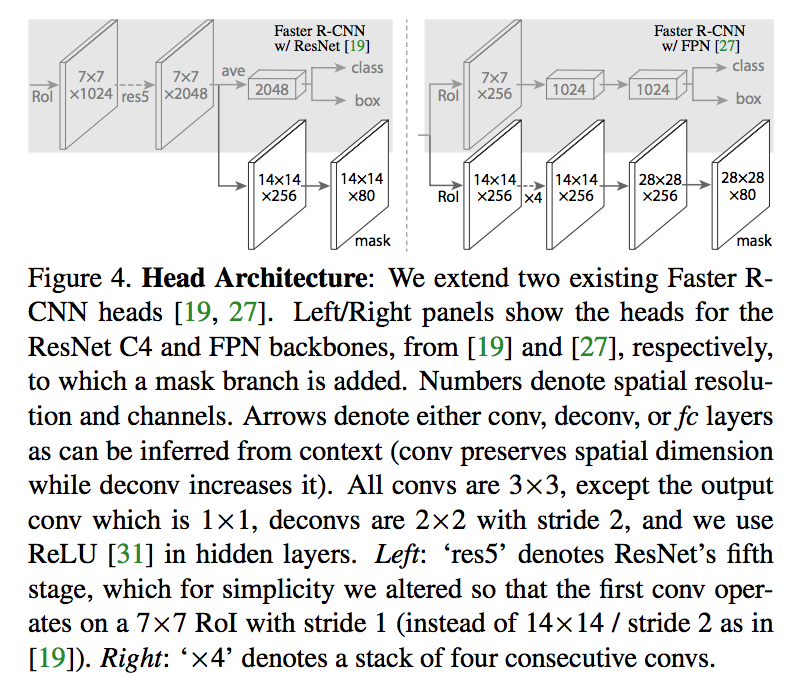 Faster R-CNN
w/ ResNet [19]
RoI
7×7
×1024
res5
7×7
×2048
ave
2048
class
box
14×14
×256
14×14
×80
mask
Faster R-CNN
w/ FPN [27]
RoI
7×7
×256
1024
1024
class
box
RoI
14×14
×256
×4
14×14
×256
28×28
×256
28×28
×80
mask
Figure 4. Head Architecture: We extend two existing Faster R-
CNN heads [19, 27]. Left/Right panels show the heads for the
ResNet C4 and FPN backbones, from [19] and [27], respectively,
to which a mask branch is added. Numbers denote spatial resolu-
tion and channels. Arrows denote either conv, deconv, or fc layers
as can be inferred from context (conv preserves spatial dimension
while deconv increases it). All convs are 3×3, except the output
conv which is 1×1, deconvs are 2×2 with stride 2, and we use
ReLU [31] in hidden layers. Left: ‘res5’ denotes ResNet’s fifth
stage, which for simplicity we altered so that the first conv oper-
ates on a 7×7 RoI with stride 1 (instead of 14×14 / stride 2 as in
[19]). Right: ‘×4’ denotes a stack of four consecutive convs.